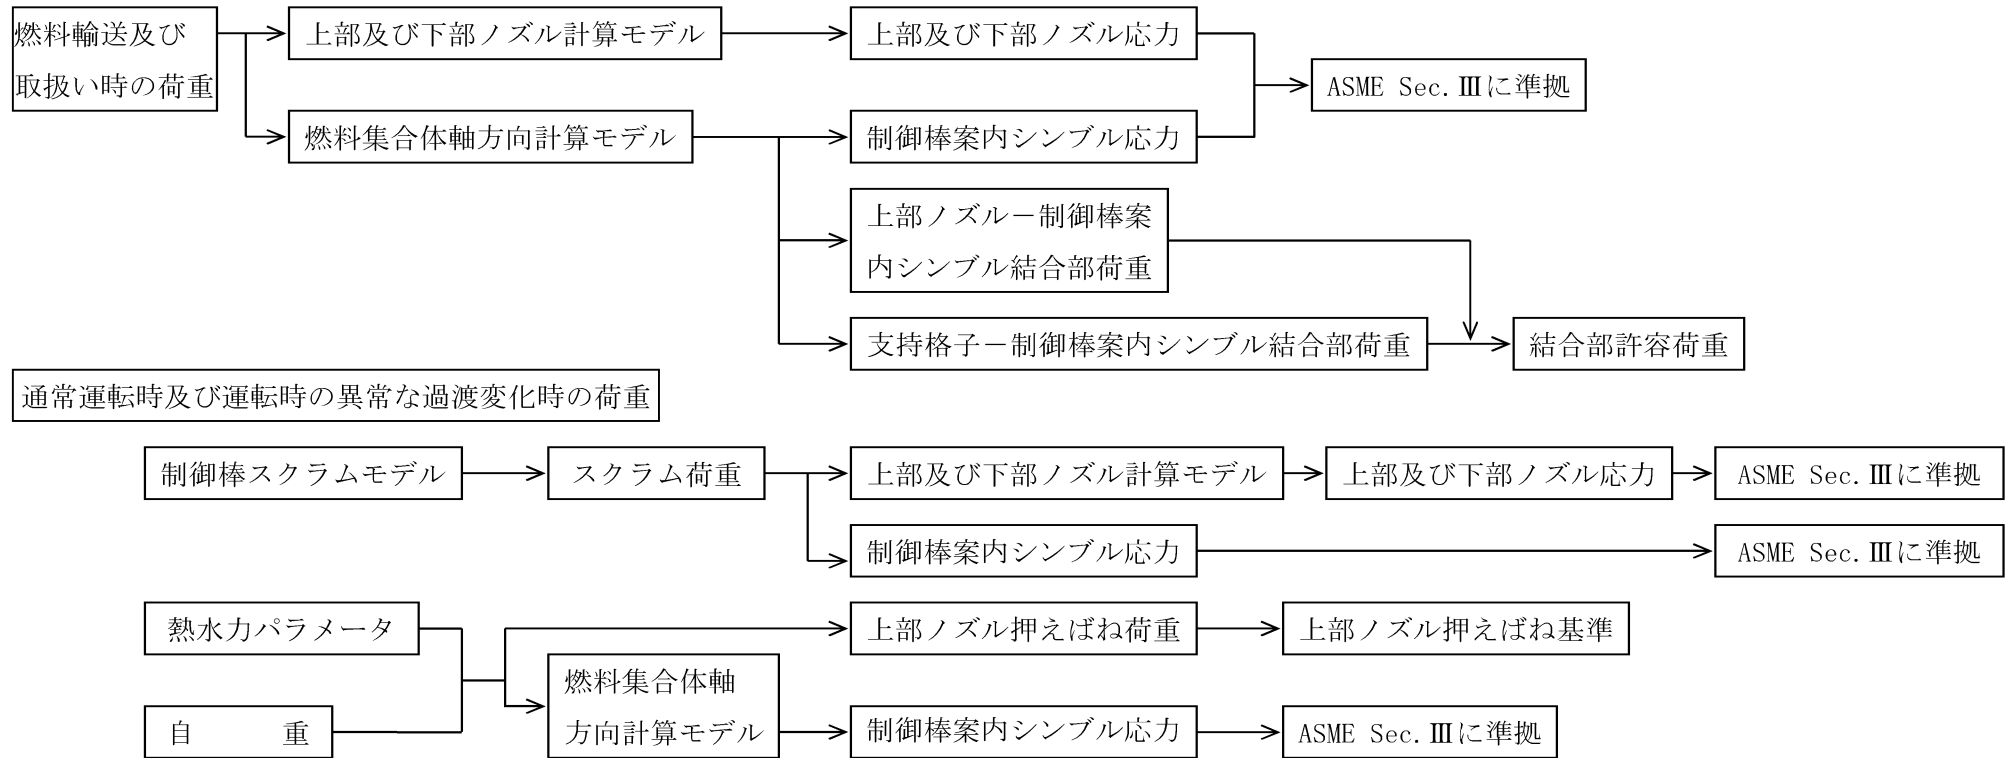 燃料輸送及び
取扱い時の荷重
上部及び下部ノズル計算モデル
上部及び下部ノズル応力
ASME Sec.Ⅲに準拠
燃料集合体軸方向計算モデル
制御棒案内シンブル応力
上部ノズル－制御棒案
内シンブル結合部荷重
支持格子－制御棒案内シンブル結合部荷重
結合部許容荷重
通常運転時及び運転時の異常な過渡変化時の荷重
制御棒スクラムモデル
スクラム荷重
上部及び下部ノズル計算モデル
上部及び下部ノズル応力
ASME Sec.Ⅲに準拠
制御棒案内シンブル応力
ASME Sec.Ⅲに準拠
熱水力パラメータ
上部ノズル押えばね荷重
上部ノズル押えばね基準
燃料集合体軸
方向計算モデル
自　　　重
制御棒案内シンブル応力
ASME Sec.Ⅲに準拠